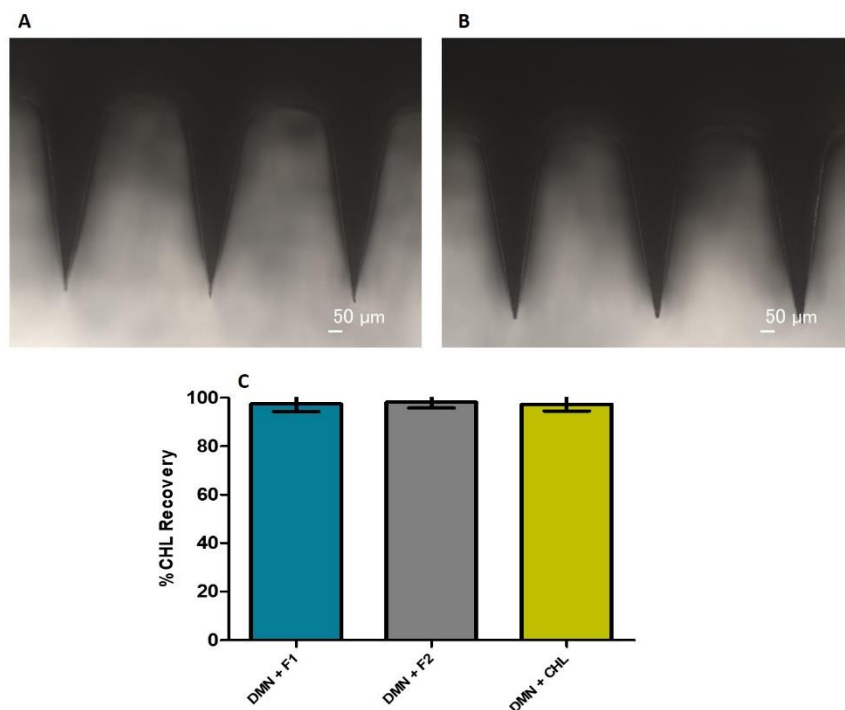 A
B
50 µm
50 µm
C
100
80
60
40
20
0
%CHL Recovery
DMN + F1
DMN + F2
DMN + CHL